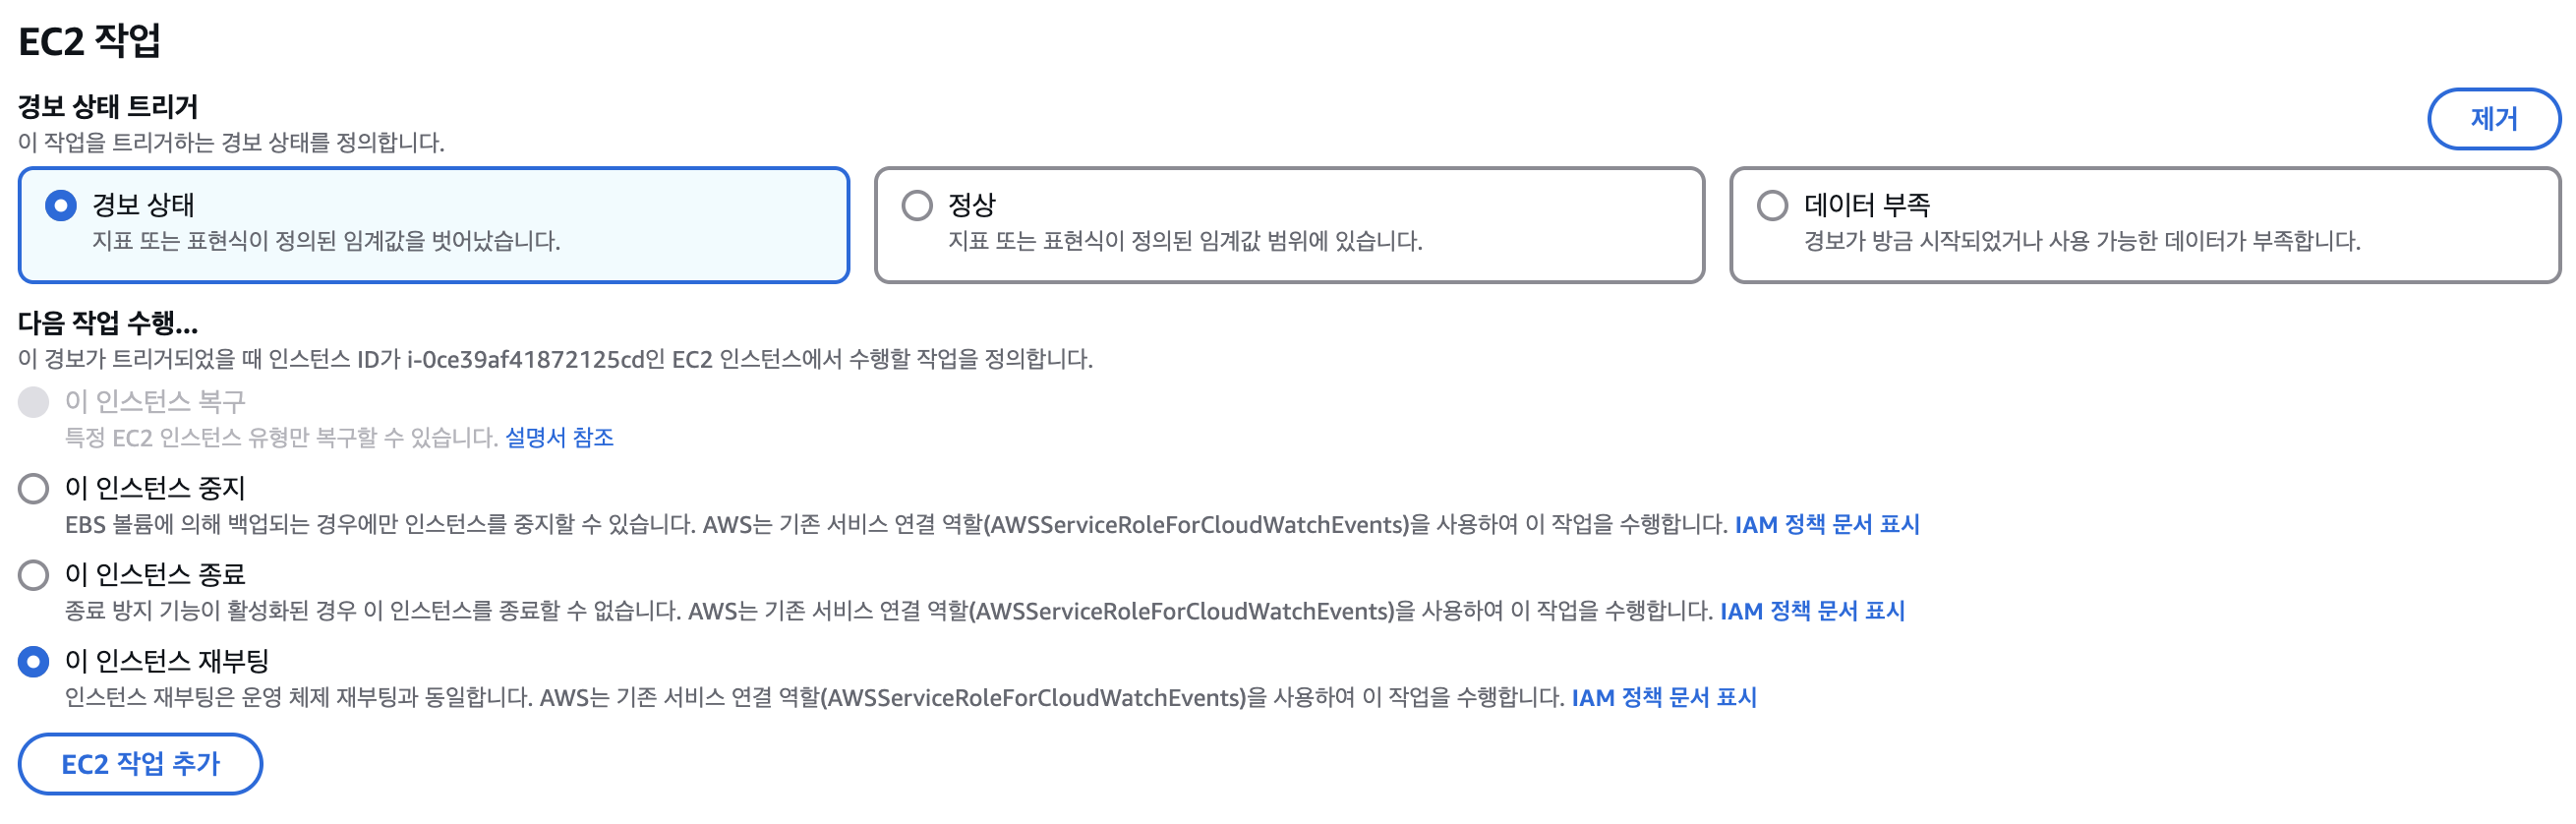 EC2 작업
경보 상태 트리거
이 작업을 트리거하는 경보 상태를 정의합니다.
제거
경보 상태
지표 또는 표현식이 정의된 임계값을 벗어났습니다.
정상
지표 또는 표현식이 정의된 임계값 범위에 있습니다.
데이터 부족
경보가 방금 시작되었거나 사용 가능한 데이터가 부족합니다.
다음 작업 수행...
이 경보가 트리거되었을 때 인스턴스 ID가 i-0ce39af41872125cd인 EC2 인스턴스에서 수행할 작업을 정의합니다.
이 인스턴스 복구
특정 EC2 인스턴스 유형만 복구할 수 있습니다. 설명서 참조
이 인스턴스 중지
EBS 볼륨에 의해 백업되는 경우에만 인스턴스를 중지할 수 있습니다. AWS는 기존 서비스 연결 역할(AWSServiceRoleForCloudWatchEvents)을 사용하여 이 작업을 수행합니다. IAM 정책 문서 표시
이 인스턴스 종료
종료 방지 기능이 활성화된 경우 이 인스턴스를 종료할 수 없습니다. AWS는 기존 서비스 연결 역할(AWSServiceRoleForCloudWatchEvents)을 사용하여 이 작업을 수행합니다. IAM 정책 문서 표시
이 인스턴스 재부팅
인스턴스 재부팅은 운영 체제 재부팅과 동일합니다. AWS는 기존 서비스 연결 역할(AWSServiceRoleForCloudWatchEvents)을 사용하여 이 작업을 수행합니다. IAM 정책 문서 표시
EC2 작업 추가